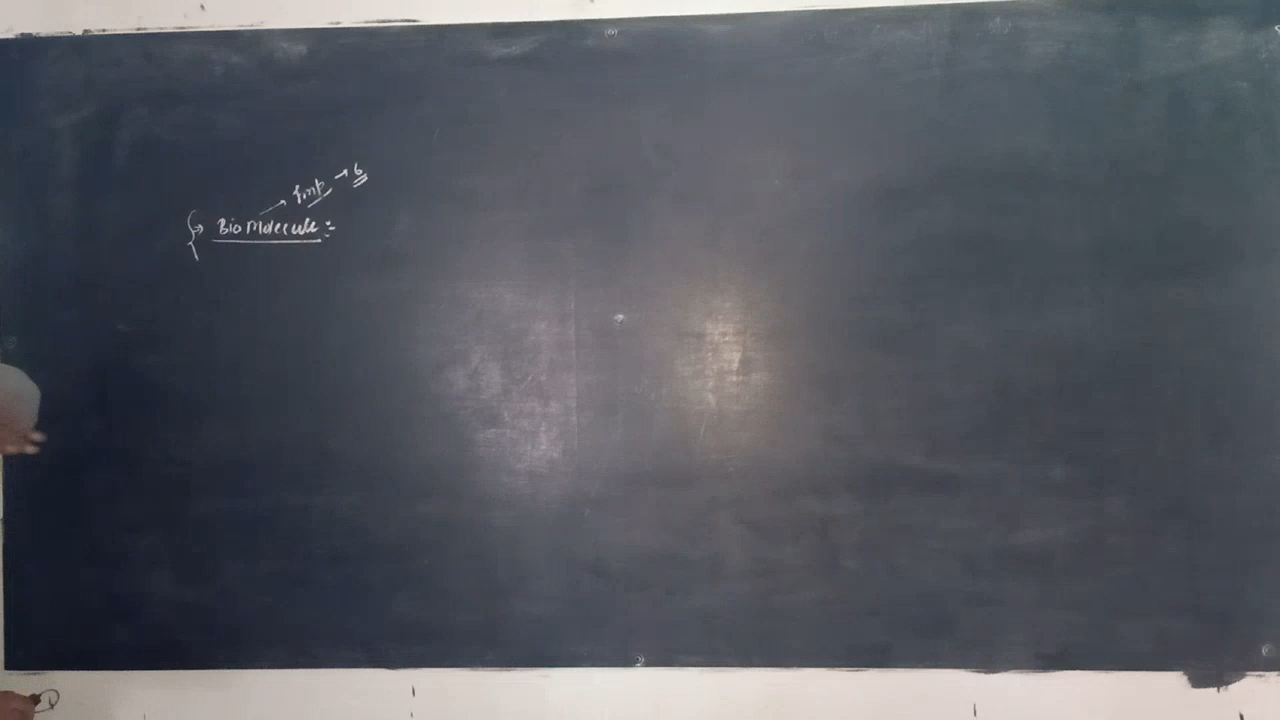 → Imp → 6
{→ Bio Molecule :-